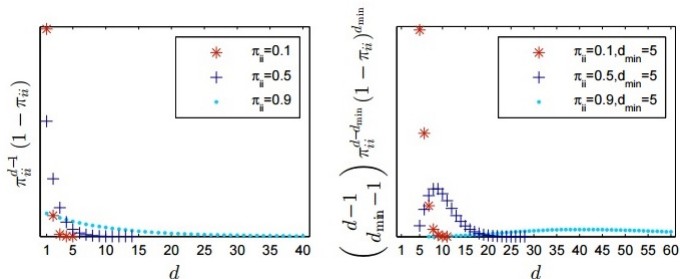 π_ii^{d-1}(1 − π_ii)
π_ii=0.1
π_ii=0.5
π_ii=0.9
1 5 10 15 20 25 30 35 40
d
(d−1 d_min−1) π_ii^{d−d_min}(1 − π_ii)^{d_min}
π_ii=0.1,d_min=5
π_ii=0.5,d_min=5
π_ii=0.9,d_min=5
1 5 10 15 20 25 30 35 40 45 50 55 60
d